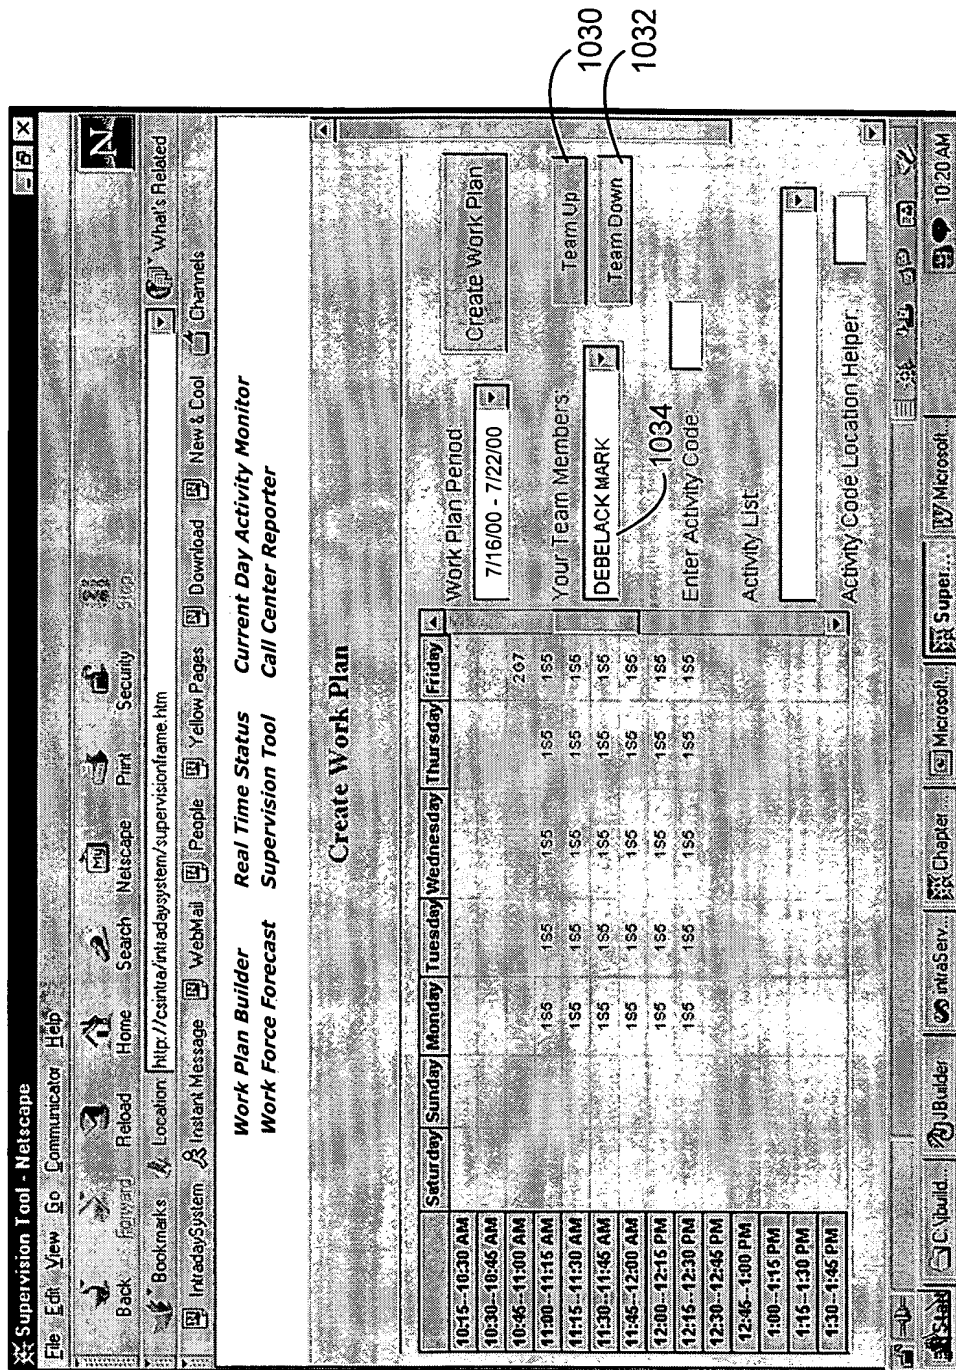 Supervision Tool - Netscape
File Edit View Go Communicator Help
Back Forward Reload Home Search Netscape Print Security Stop
Bookmarks Location: http://csintra/intradaysystem/supervisionframe.htm What's Related
IntradaySystem Instant Message WebMail People Yellow Pages Download New & Cool Channels
Work Plan Builder Real Time Status Current Day Activity Monitor
Work Force Forecast Supervision Tool Call Center Reporter
Create Work Plan
Saturday Sunday Monday Tuesday Wednesday Thursday Friday
10:15--10:30 AM
10:30--10:45 AM
10:45--11:00 AM 207
11:00--11:15 AM 1S5 1S5 1S5 1S5 1S5
11:15--11:30 AM 1S5 1S5 1S5 1S5 1S5
11:30--11:45 AM 1S5 1S5 1S5 1S5 1S5
11:45--12:00 AM 1S5 1S5 1S5 1S5 1S5
12:00--12:15 PM 1S5 1S5 1S5 1S5 1S5
12:15--12:30 PM 1S5 1S5 1S5 1S5 1S5
12:30--12:45 PM
12:45--1:00 PM
1:00--1:15 PM
1:15--1:30 PM
1:30--1:45 PM
Work Plan Period
7/16/00 - 7/22/00
Create Work Plan
Your Team Members:
DEBELACK MARK
Team Up
Team Down
1030
1032
1034
Enter Activity Code:
Activity List:
Activity Code Location Helper:
Start C:\jbuild... JBuilder intraServ... Chapter... Microsoft... Super... Microsoft... 10:20 AM